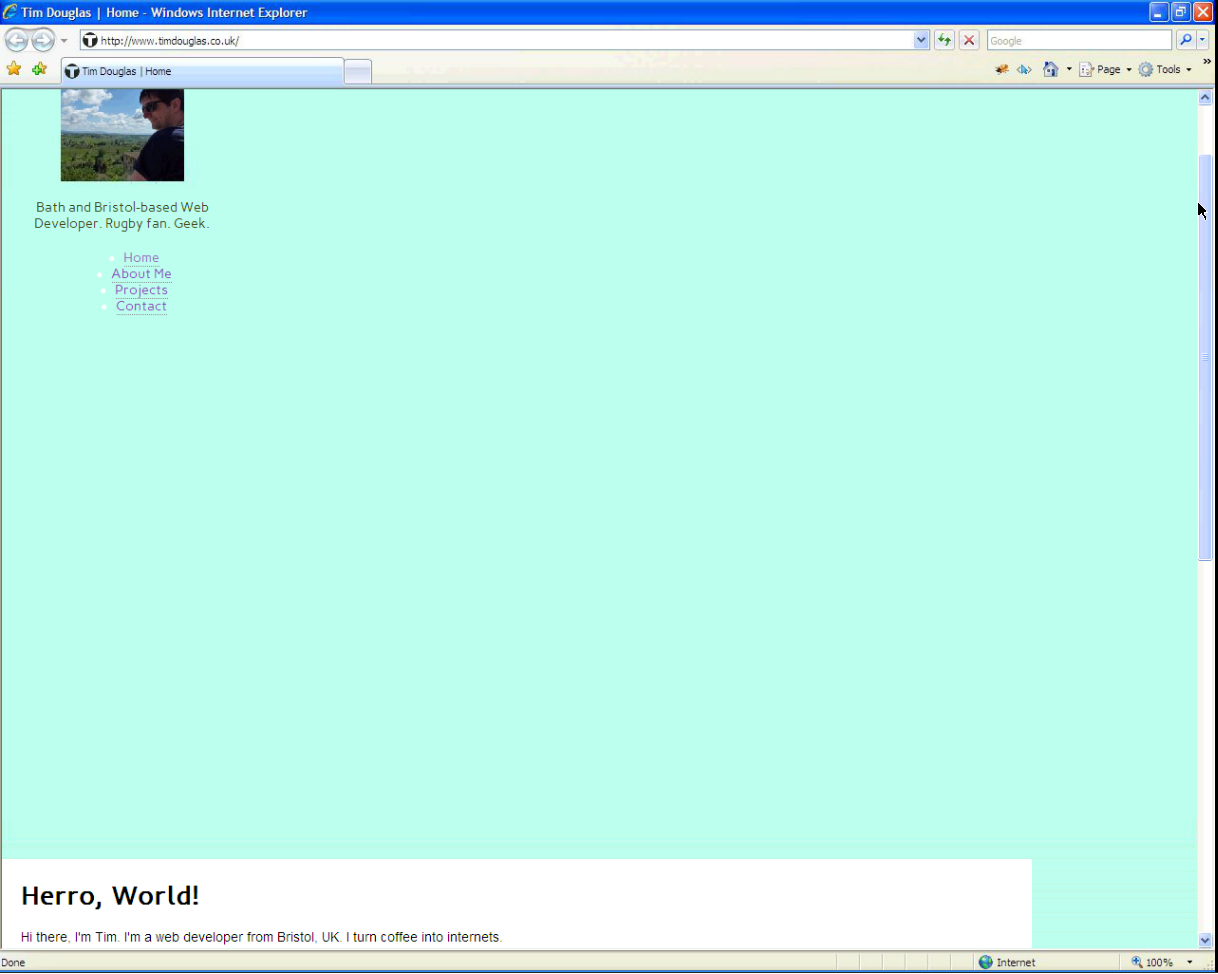 Tim Douglas | Home - Windows Internet Explorer
http://www.timdouglas.co.uk/
Google
Tim Douglas | Home
Page
Tools
Bath and Bristol-based Web
Developer. Rugby fan. Geek.
Home
About Me
Projects
Contact
Herro, World!
Hi there, I'm Tim. I'm a web developer from Bristol, UK. I turn coffee into internets.
Done
Internet
100%